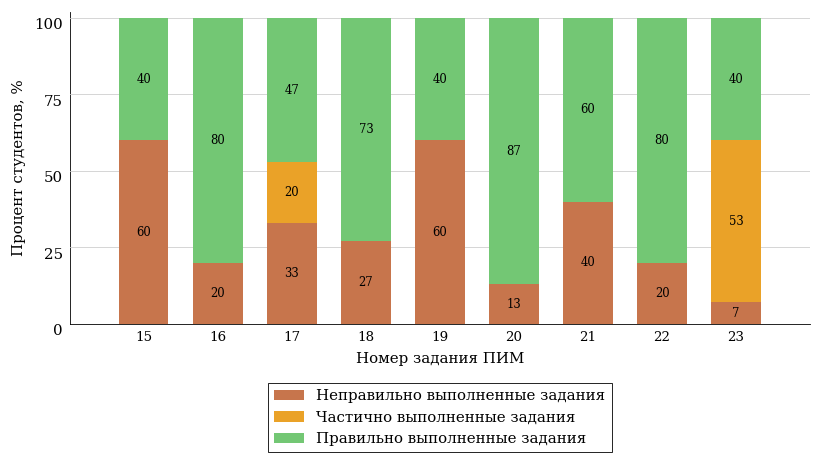 100
75
50
25
0
Процент студентов, %
40 80 47 73 40 87 60 80 40
20 53
60 20 33 27 60 13 40 20 7
15 16 17 18 19 20 21 22 23
Номер задания ПИМ
Неправильно выполненные задания
Частично выполненные задания
Правильно выполненные задания